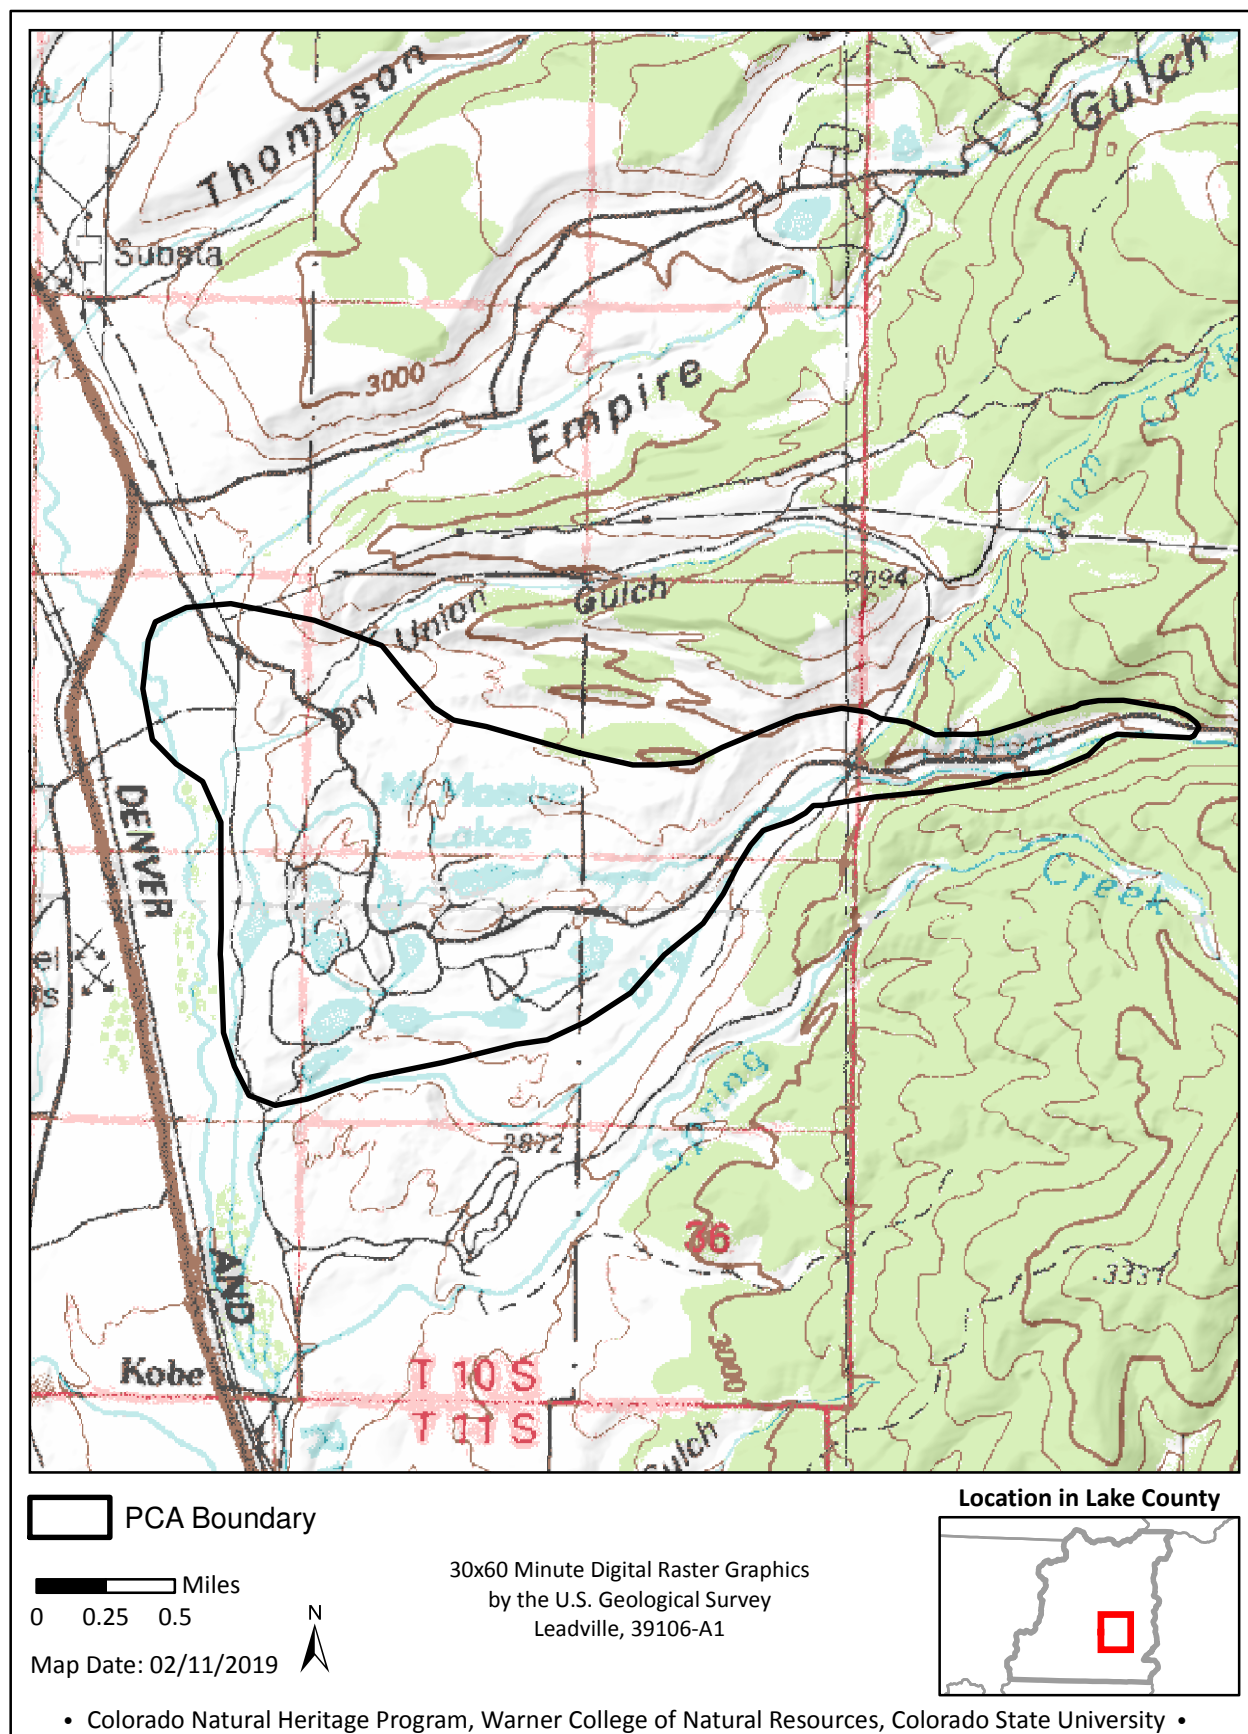 Thompson
Gulch
Substa
3000
Empire
Creek
Union
Little
3094
Union
Gulch
Dry
Union
Mt Massive
Lakes
DENVER
Creek
Spring
2872
36
.3337
AND
3000
Kobe
T 10 S
T 11 S
Gulch
PCA Boundary
Miles
0 0.25 0.5
Map Date: 02/11/2019
N
30x60 Minute Digital Raster Graphics
by the U.S. Geological Survey
Leadville, 39106-A1
Location in Lake County
• Colorado Natural Heritage Program, Warner College of Natural Resources, Colorado State University •